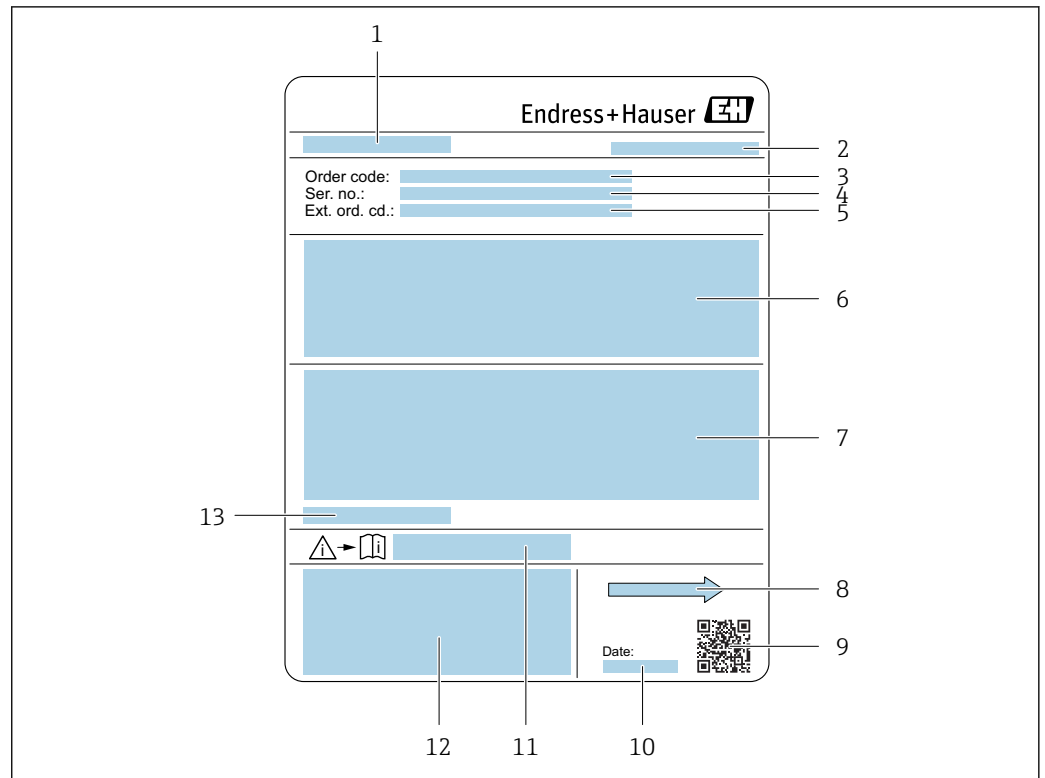 1
Endress+Hauser EH
2
Order code:
3
Ser. no.:
4
Ext. ord. cd.:
5
6
7
13
i i
11
8
9
Date:
10
12